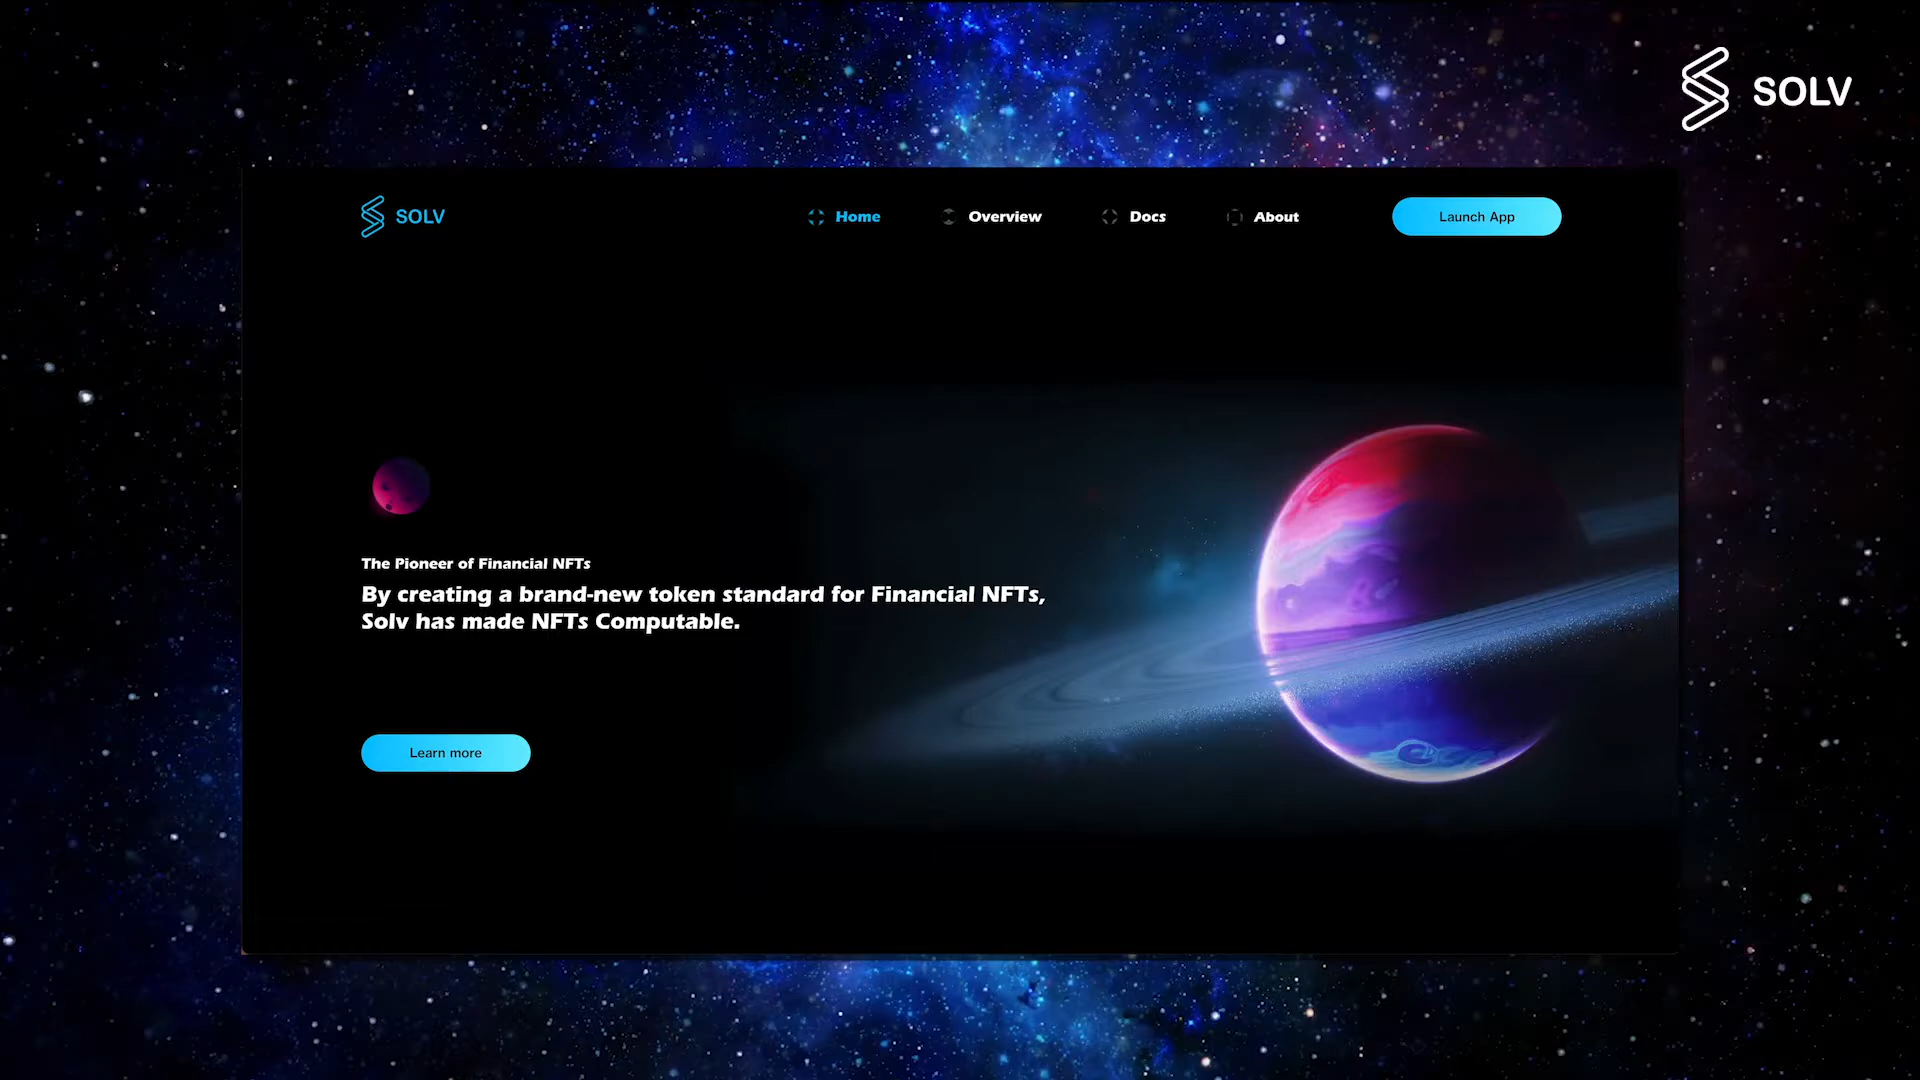 SOLV
SOLV
Home
Overview
Docs
About
Launch App
The Pioneer of Financial NFTs
By creating a brand-new token standard for Financial NFTs,
Solv has made NFTs Computable.
Learn more